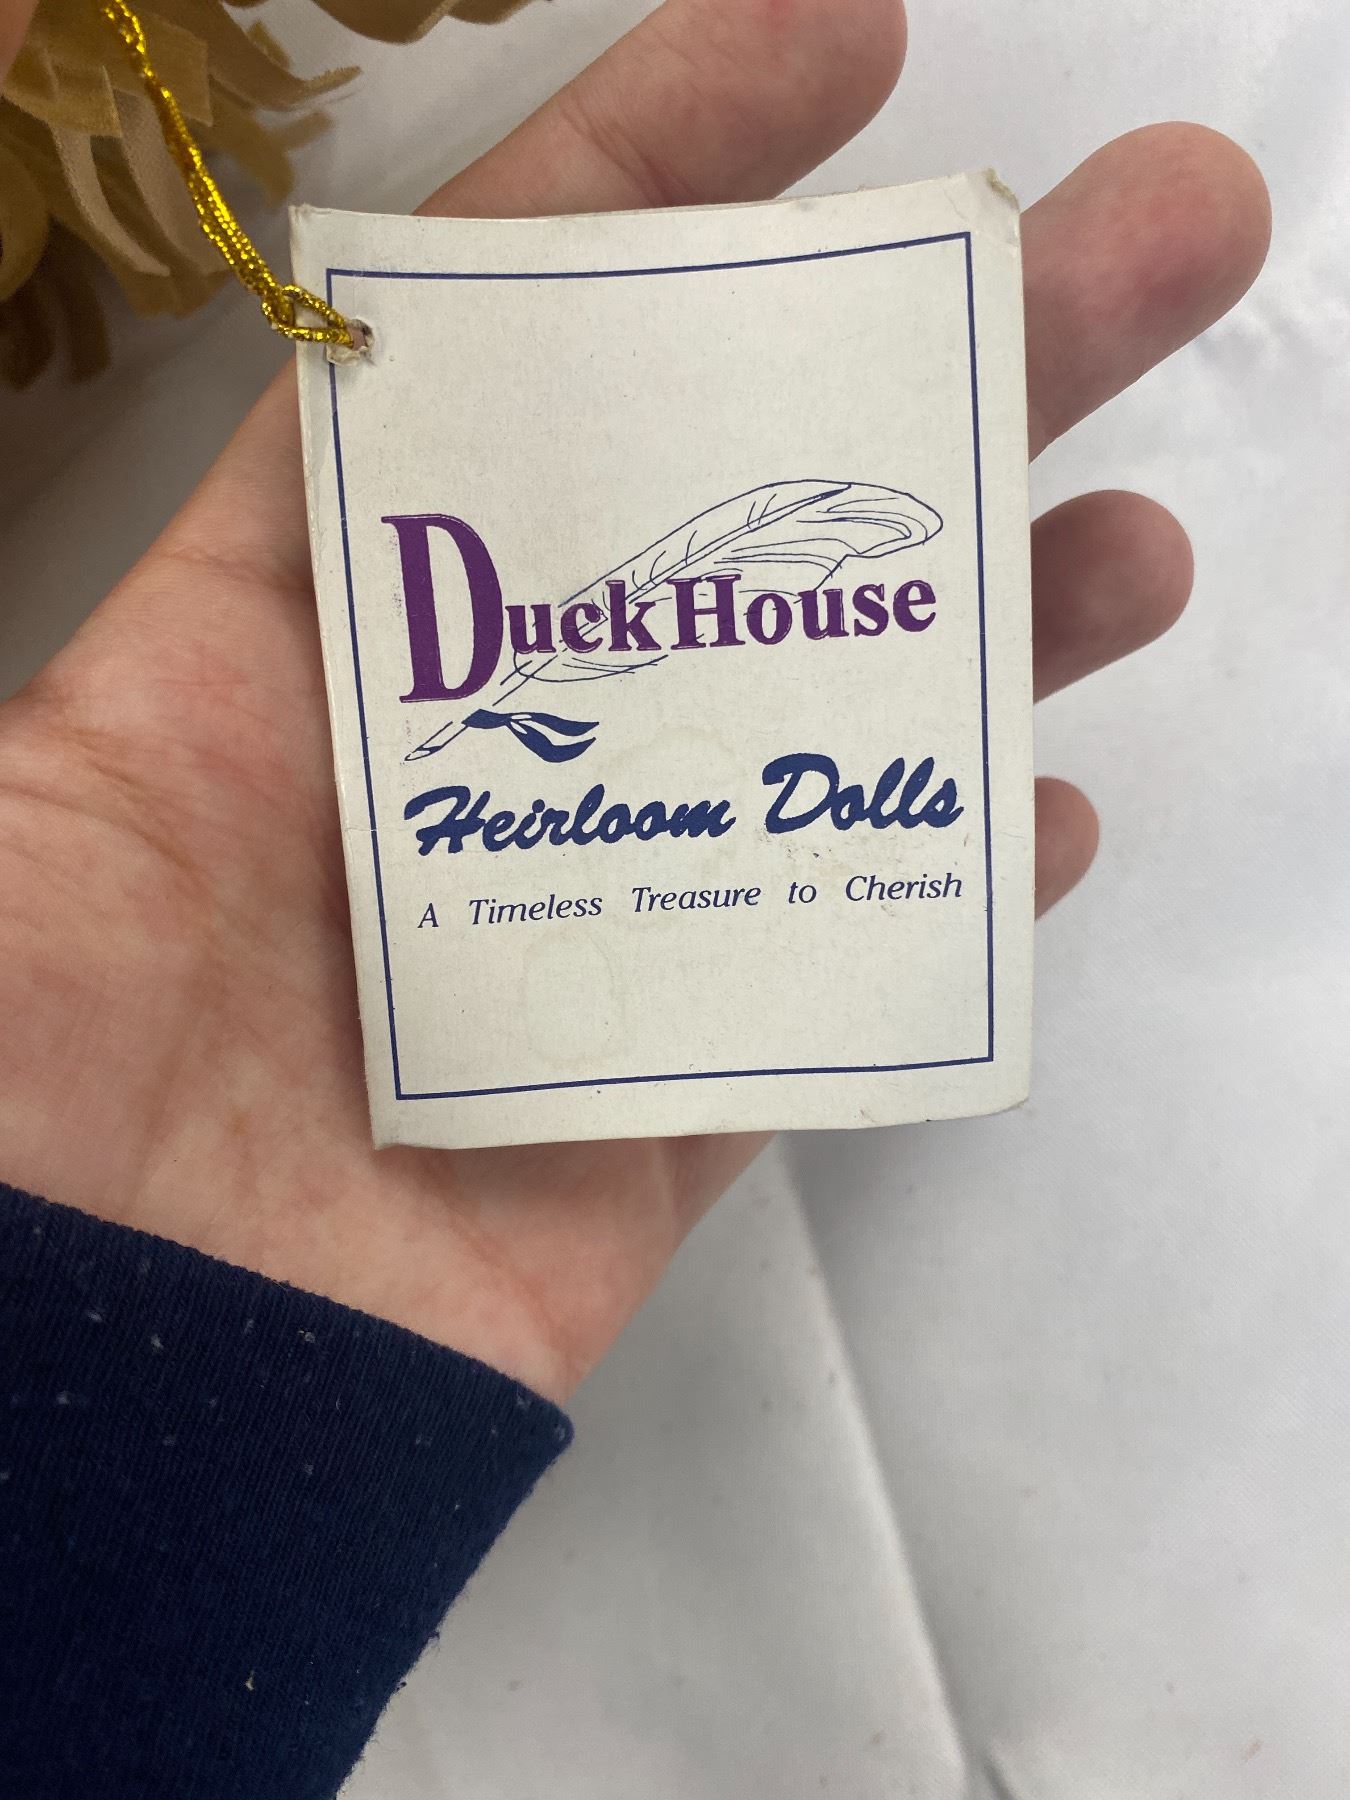 DuckHouse
Heirloom Dolls
A Timeless Treasure to Cherish